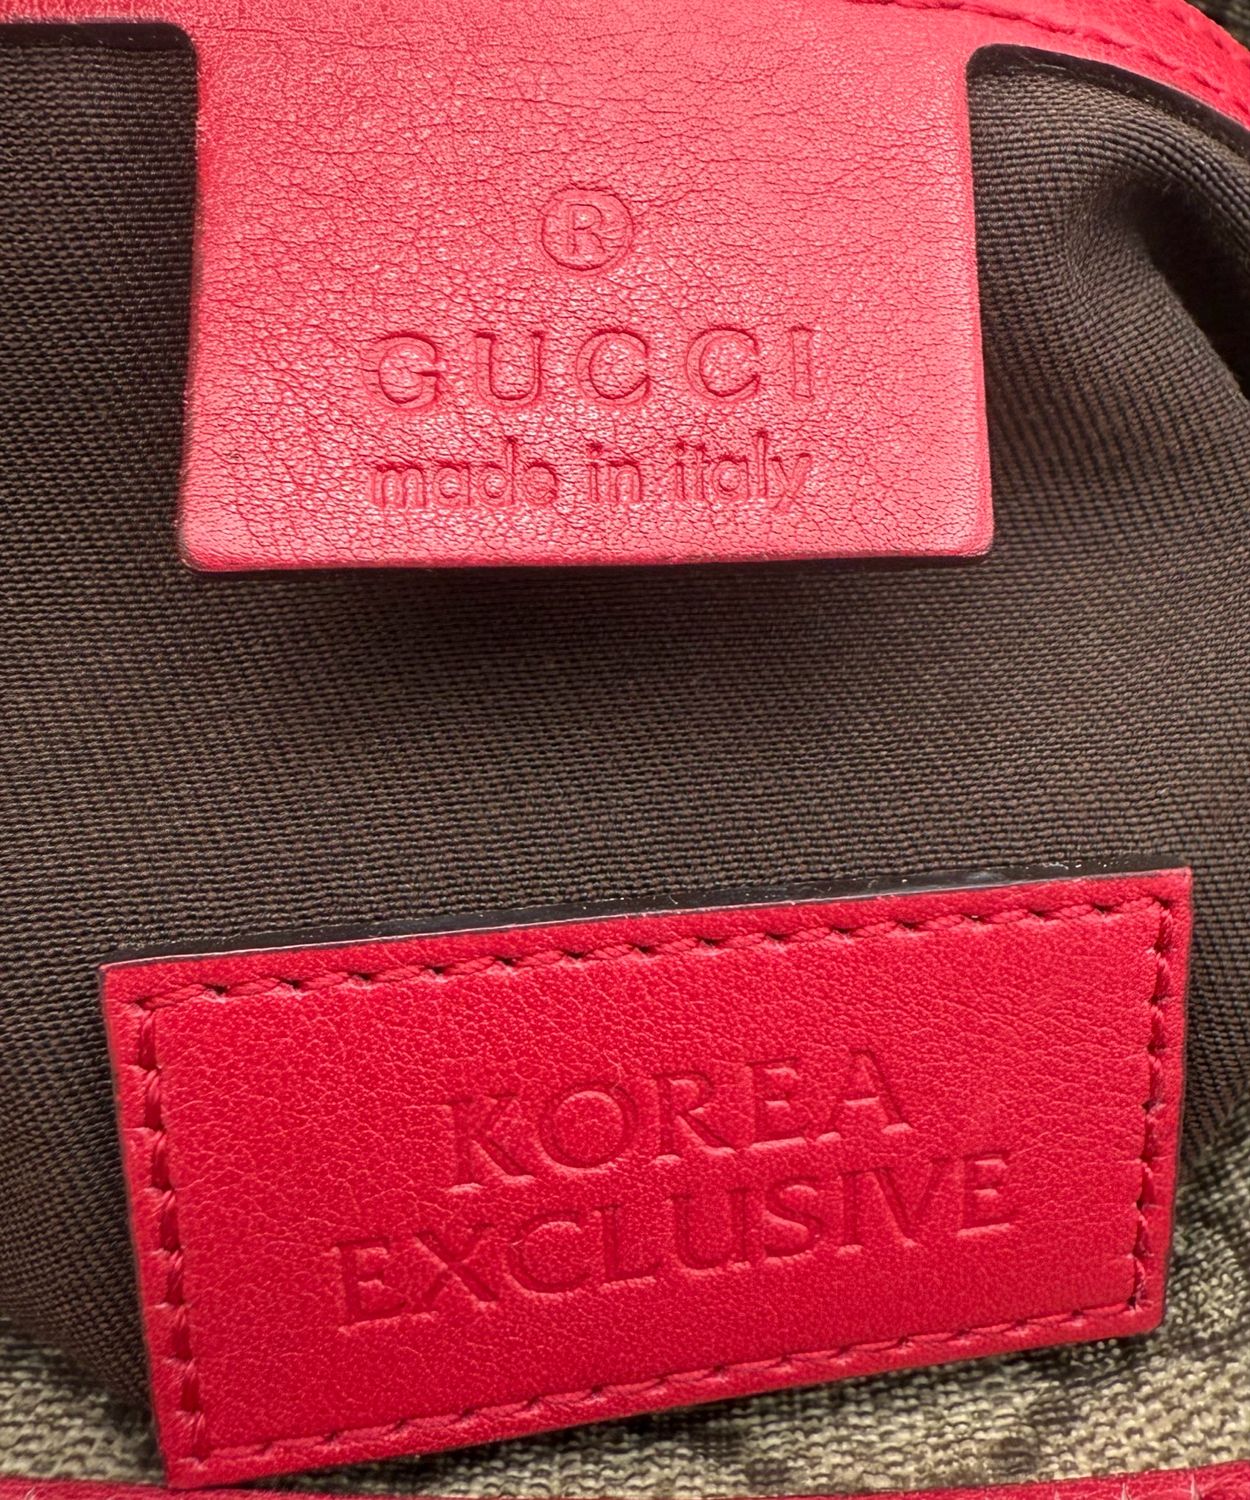 ®
GUCCI
made in italy
KOREA
EXCLUSIVE